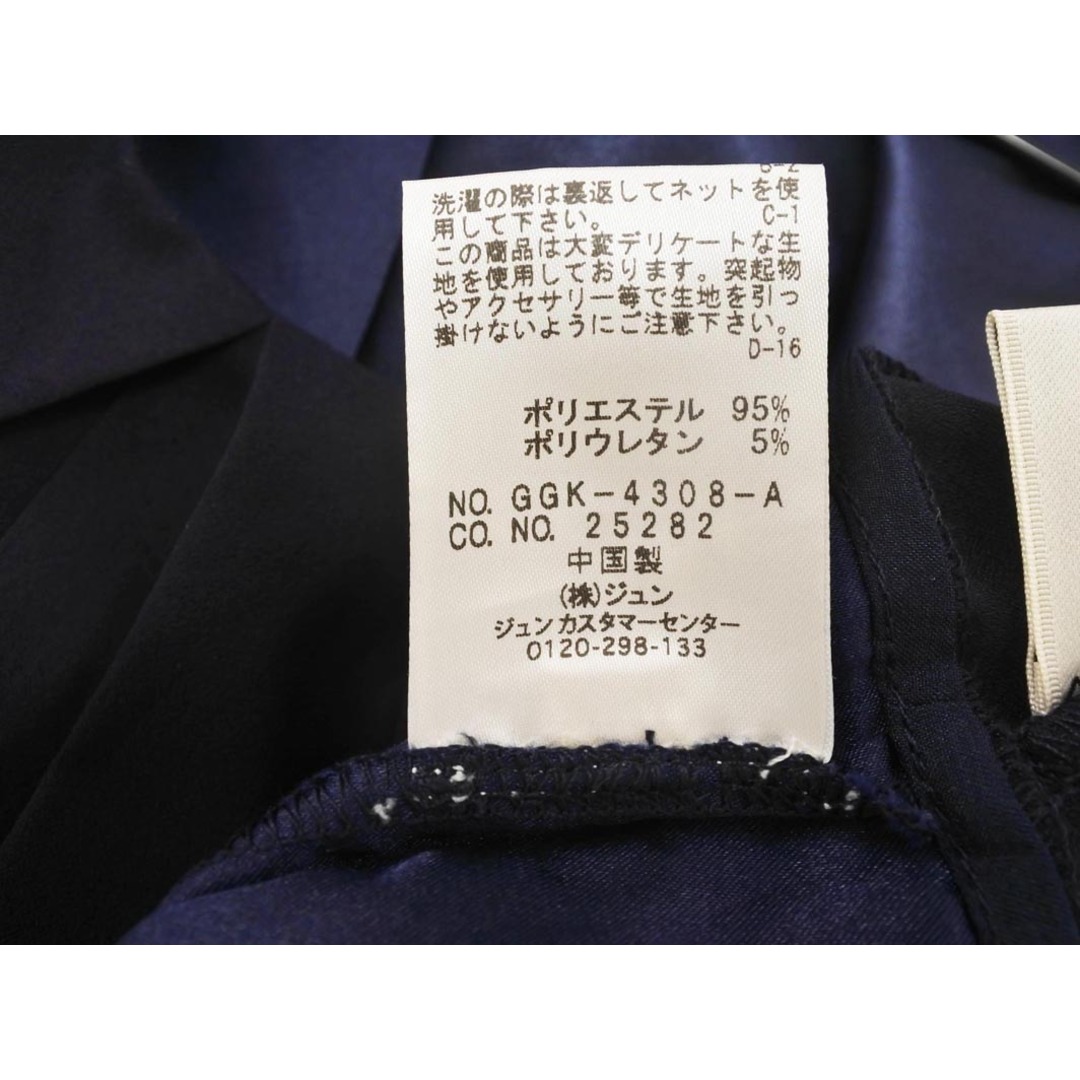 洗濯の際は裏返してネットを使
用して下さい。 C-1
この商品は大変デリケートな生
地を使用しております。突起物
やアクセサリー等で生地を引っ
掛けないようにご注意下さい。
D-16
ポリエステル 95%
ポリウレタン 5%
NO. GGK-4308-A
CO. NO. 25282
中国製
(株)ジュン
ジュンカスタマーセンター
0120-298-133